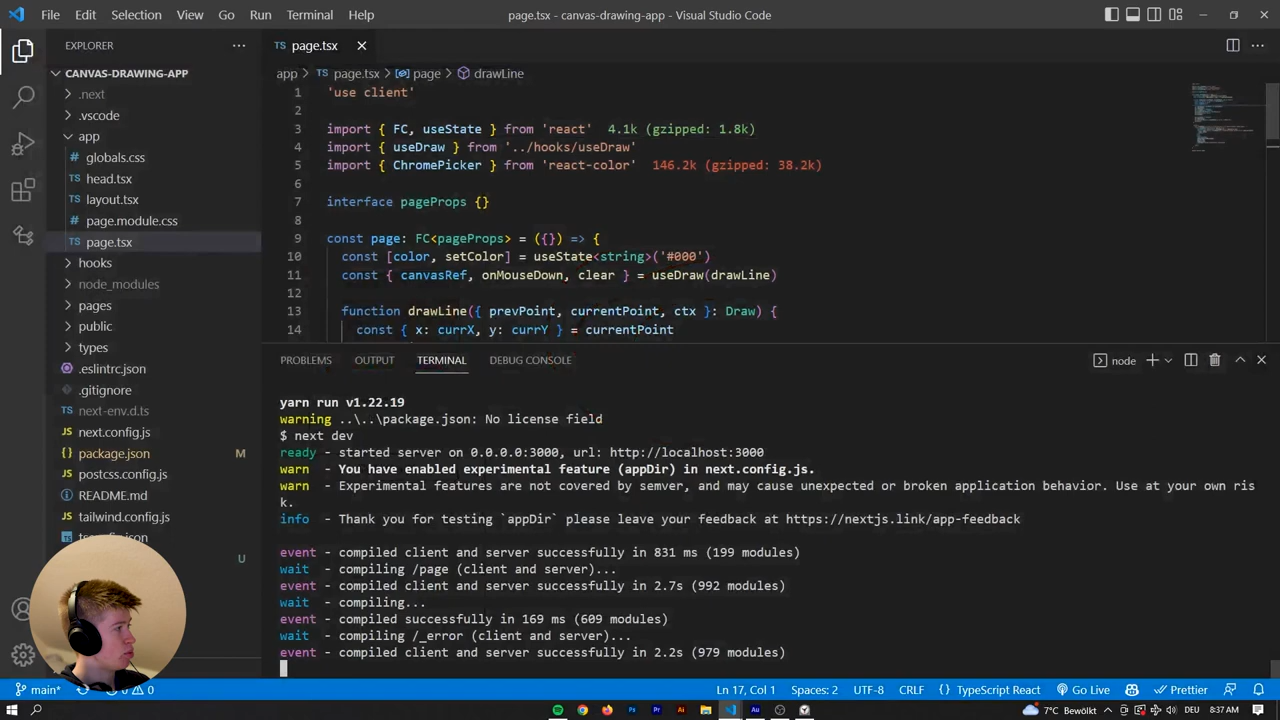 File Edit Selection View Go Run Terminal Help
page.tsx - canvas-drawing-app - Visual Studio Code
EXPLORER
CANVAS-DRAWING-APP
.next
.vscode
app
globals.css
head.tsx
layout.tsx
page.module.css
page.tsx
hooks
node_modules
pages
public
types
.eslintrc.json
.gitignore
next-env.d.ts
next.config.js
package.json M
postcss.config.js
README.md
tailwind.config.js
tsconfig.json
U
TS page.tsx
app > TS page.tsx > page > drawLine
1 'use client'
2
3 import { FC, useState } from 'react' 4.1k (gzipped: 1.8k)
4 import { useDraw } from '../hooks/useDraw'
5 import { ChromePicker } from 'react-color' 146.2k (gzipped: 38.2k)
6
7 interface pageProps {}
8
9 const page: FC<pageProps> = ({}) => {
10 const [color, setColor] = useState<string>('#000')
11 const { canvasRef, onMouseDown, clear } = useDraw(drawLine)
12
13 function drawLine({ prevPoint, currentPoint, ctx }: Draw) {
14 const { x: currX, y: currY } = currentPoint
PROBLEMS OUTPUT TERMINAL DEBUG CONSOLE
node
yarn run v1.22.19
warning ..\..\package.json: No license field
$ next dev
ready - started server on 0.0.0.0:3000, url: http://localhost:3000
warn - You have enabled experimental feature (appDir) in next.config.js.
warn - Experimental features are not covered by semver, and may cause unexpected or broken application behavior. Use at your own ris
k.
info - Thank you for testing `appDir` please leave your feedback at https://nextjs.link/app-feedback
event - compiled client and server successfully in 831 ms (199 modules)
wait - compiling /page (client and server)...
event - compiled client and server successfully in 2.7s (992 modules)
wait - compiling...
event - compiled successfully in 169 ms (609 modules)
wait - compiling /_error (client and server)...
event - compiled client and server successfully in 2.2s (979 modules)
main* 0 0 Ln 17, Col 1 Spaces: 2 UTF-8 CRLF TypeScript React Go Live Prettier
7°C Bewölkt DEU 8:37 AM